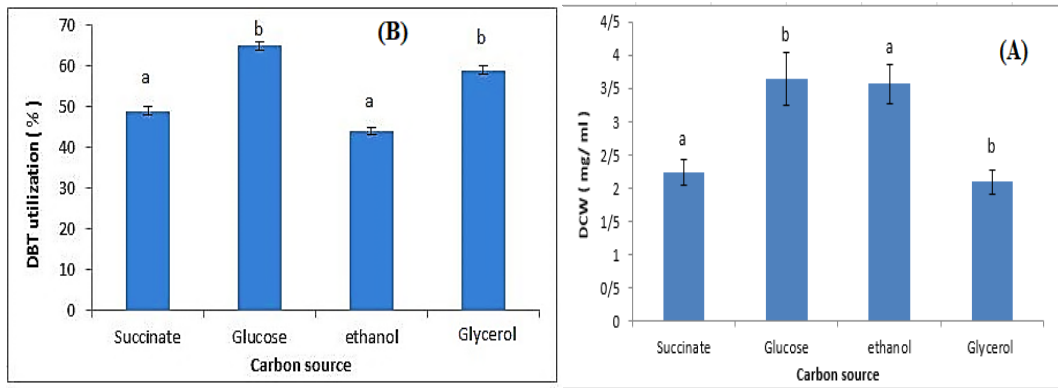 (B)
DBT utilization ( % )
70
60
50
40
30
20
10
0
a
b
a
b
Succinate
Glucose
ethanol
Glycerol
Carbon source
(A)
DCW ( mg/ ml )
4/5
4
3/5
3
2/5
2
1/5
1
0/5
0
a
b
a
b
Succinate
Glucose
ethanol
Glycerol
Carbon source